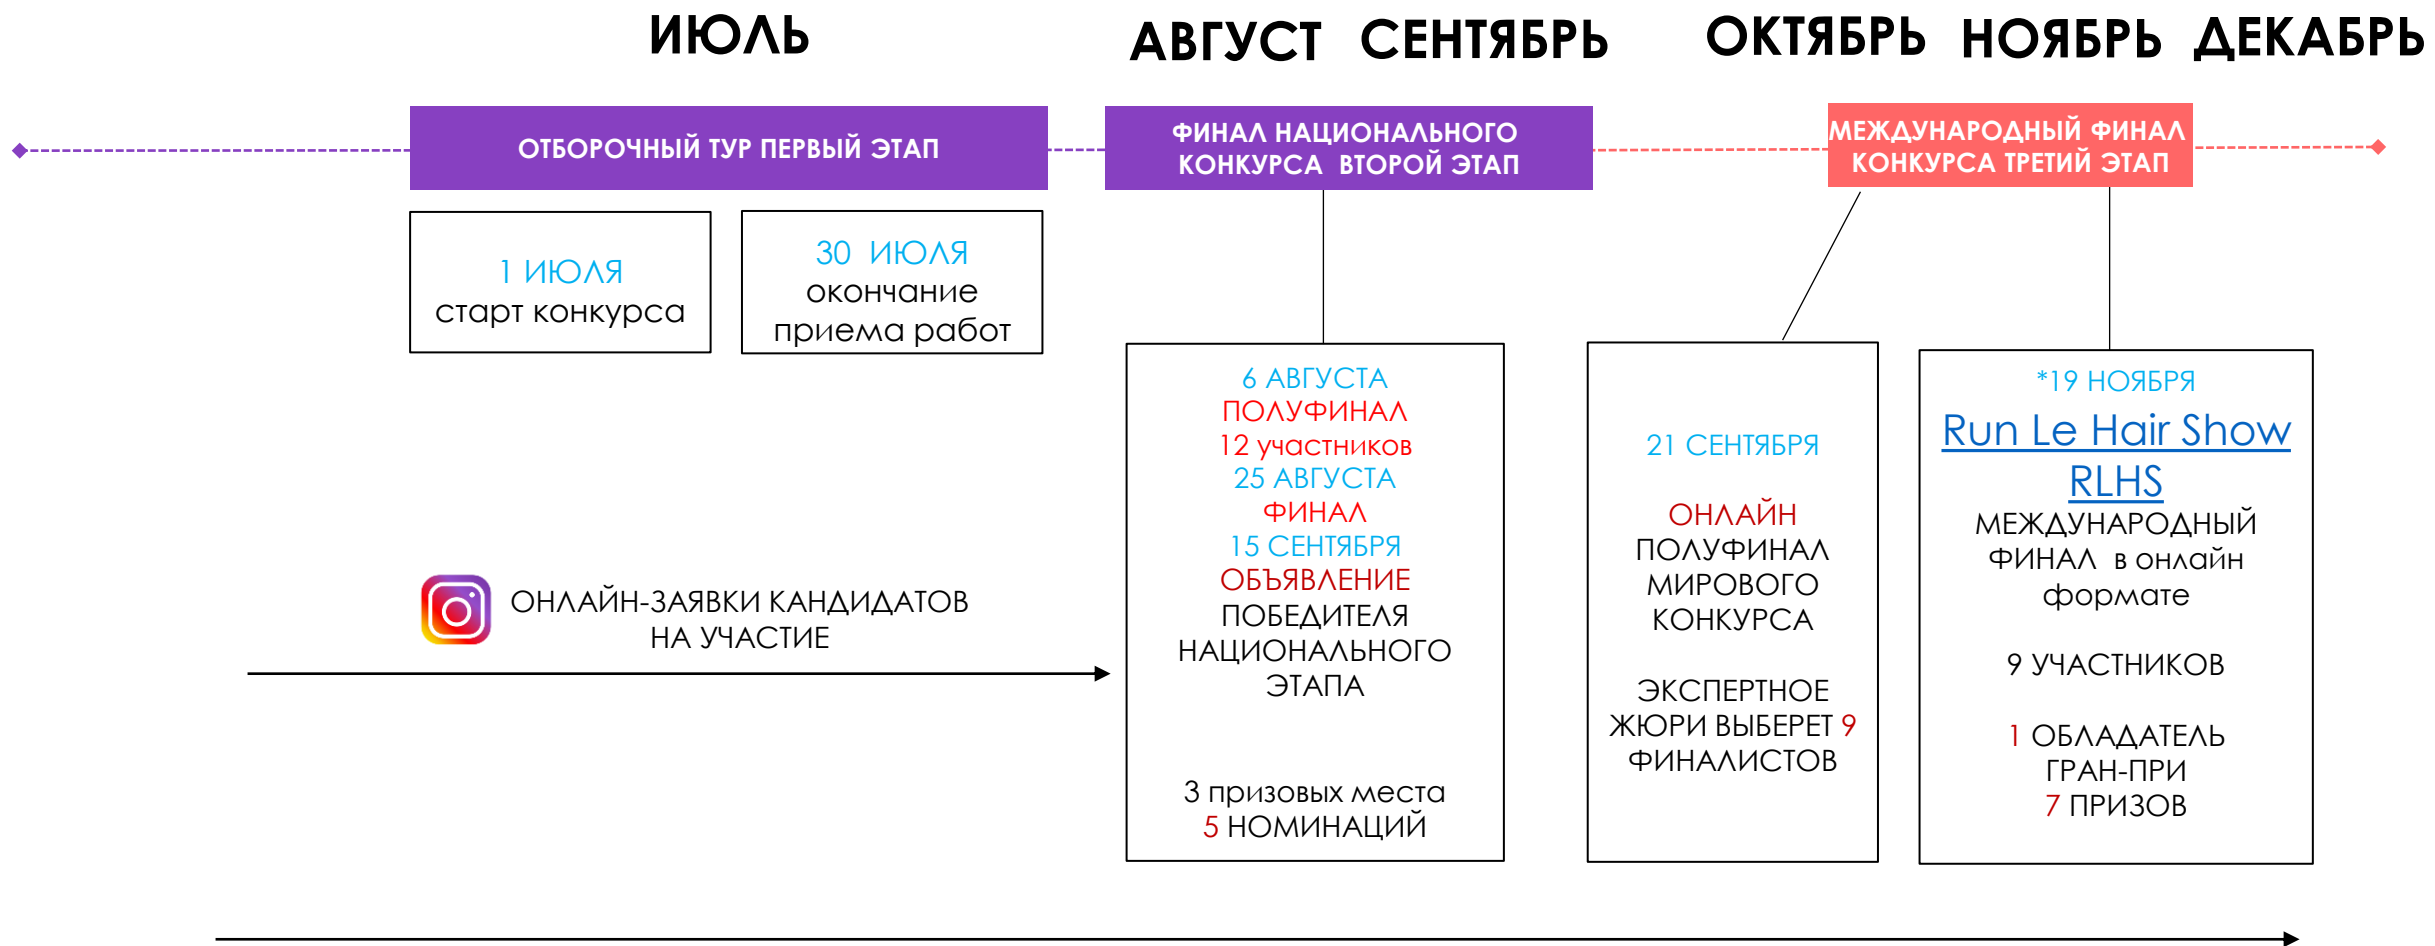 ИЮЛЬ
АВГУСТ СЕНТЯБРЬ
ОКТЯБРЬ НОЯБРЬ ДЕКАБРЬ
ОТБОРОЧНЫЙ ТУР ПЕРВЫЙ ЭТАП
ФИНАЛ НАЦИОНАЛЬНОГО
КОНКУРСА ВТОРОЙ ЭТАП
МЕЖДУНАРОДНЫЙ ФИНАЛ
КОНКУРСА ТРЕТИЙ ЭТАП
1 ИЮЛЯ
старт конкурса
30 ИЮЛЯ
окончание
приема работ
ОНЛАЙН-ЗАЯВКИ КАНДИДАТОВ
НА УЧАСТИЕ
6 АВГУСТА
ПОЛУФИНАЛ
12 участников
25 АВГУСТА
ФИНАЛ
15 СЕНТЯБРЯ
ОБЪЯВЛЕНИЕ
ПОБЕДИТЕЛЯ
НАЦИОНАЛЬНОГО
ЭТАПА
3 призовых места
5 НОМИНАЦИЙ
21 СЕНТЯБРЯ
ОНЛАЙН
ПОЛУФИНАЛ
МИРОВОГО
КОНКУРСА
ЭКСПЕРТНОЕ
ЖЮРИ ВЫБЕРЕТ 9
ФИНАЛИСТОВ
*19 НОЯБРЯ
Run Le Hair Show
RLHS
МЕЖДУНАРОДНЫЙ
ФИНАЛ в онлайн
формате
9 УЧАСТНИКОВ
1 ОБЛАДАТЕЛЬ
ГРАН-ПРИ
7 ПРИЗОВ